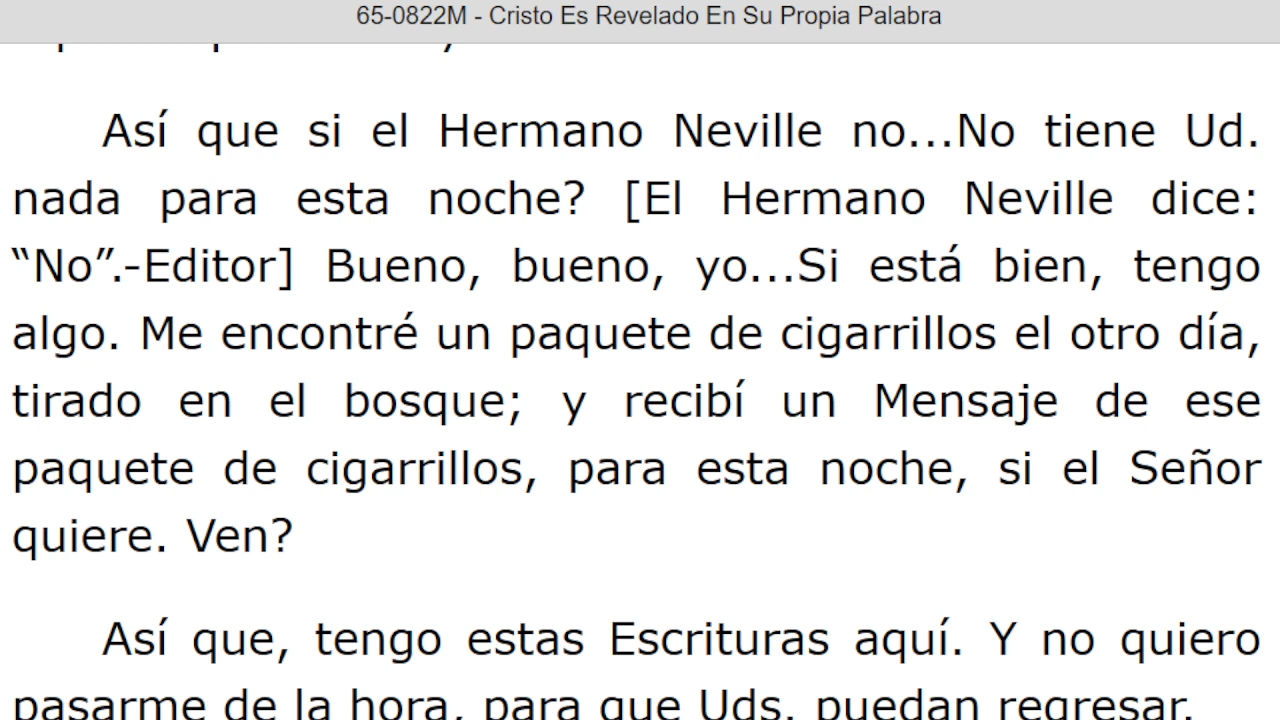 65-0822M - Cristo Es Revelado En Su Propia Palabra
Así que si el Hermano Neville no...No tiene Ud.
nada para esta noche? [El Hermano Neville dice:
“No”.-Editor] Bueno, bueno, yo...Si está bien, tengo
algo. Me encontré un paquete de cigarrillos el otro día,
tirado en el bosque; y recibí un Mensaje de ese
paquete de cigarrillos, para esta noche, si el Señor
quiere. Ven?
Así que, tengo estas Escrituras aquí. Y no quiero
pasarme de la hora, para que Uds. puedan regresar.